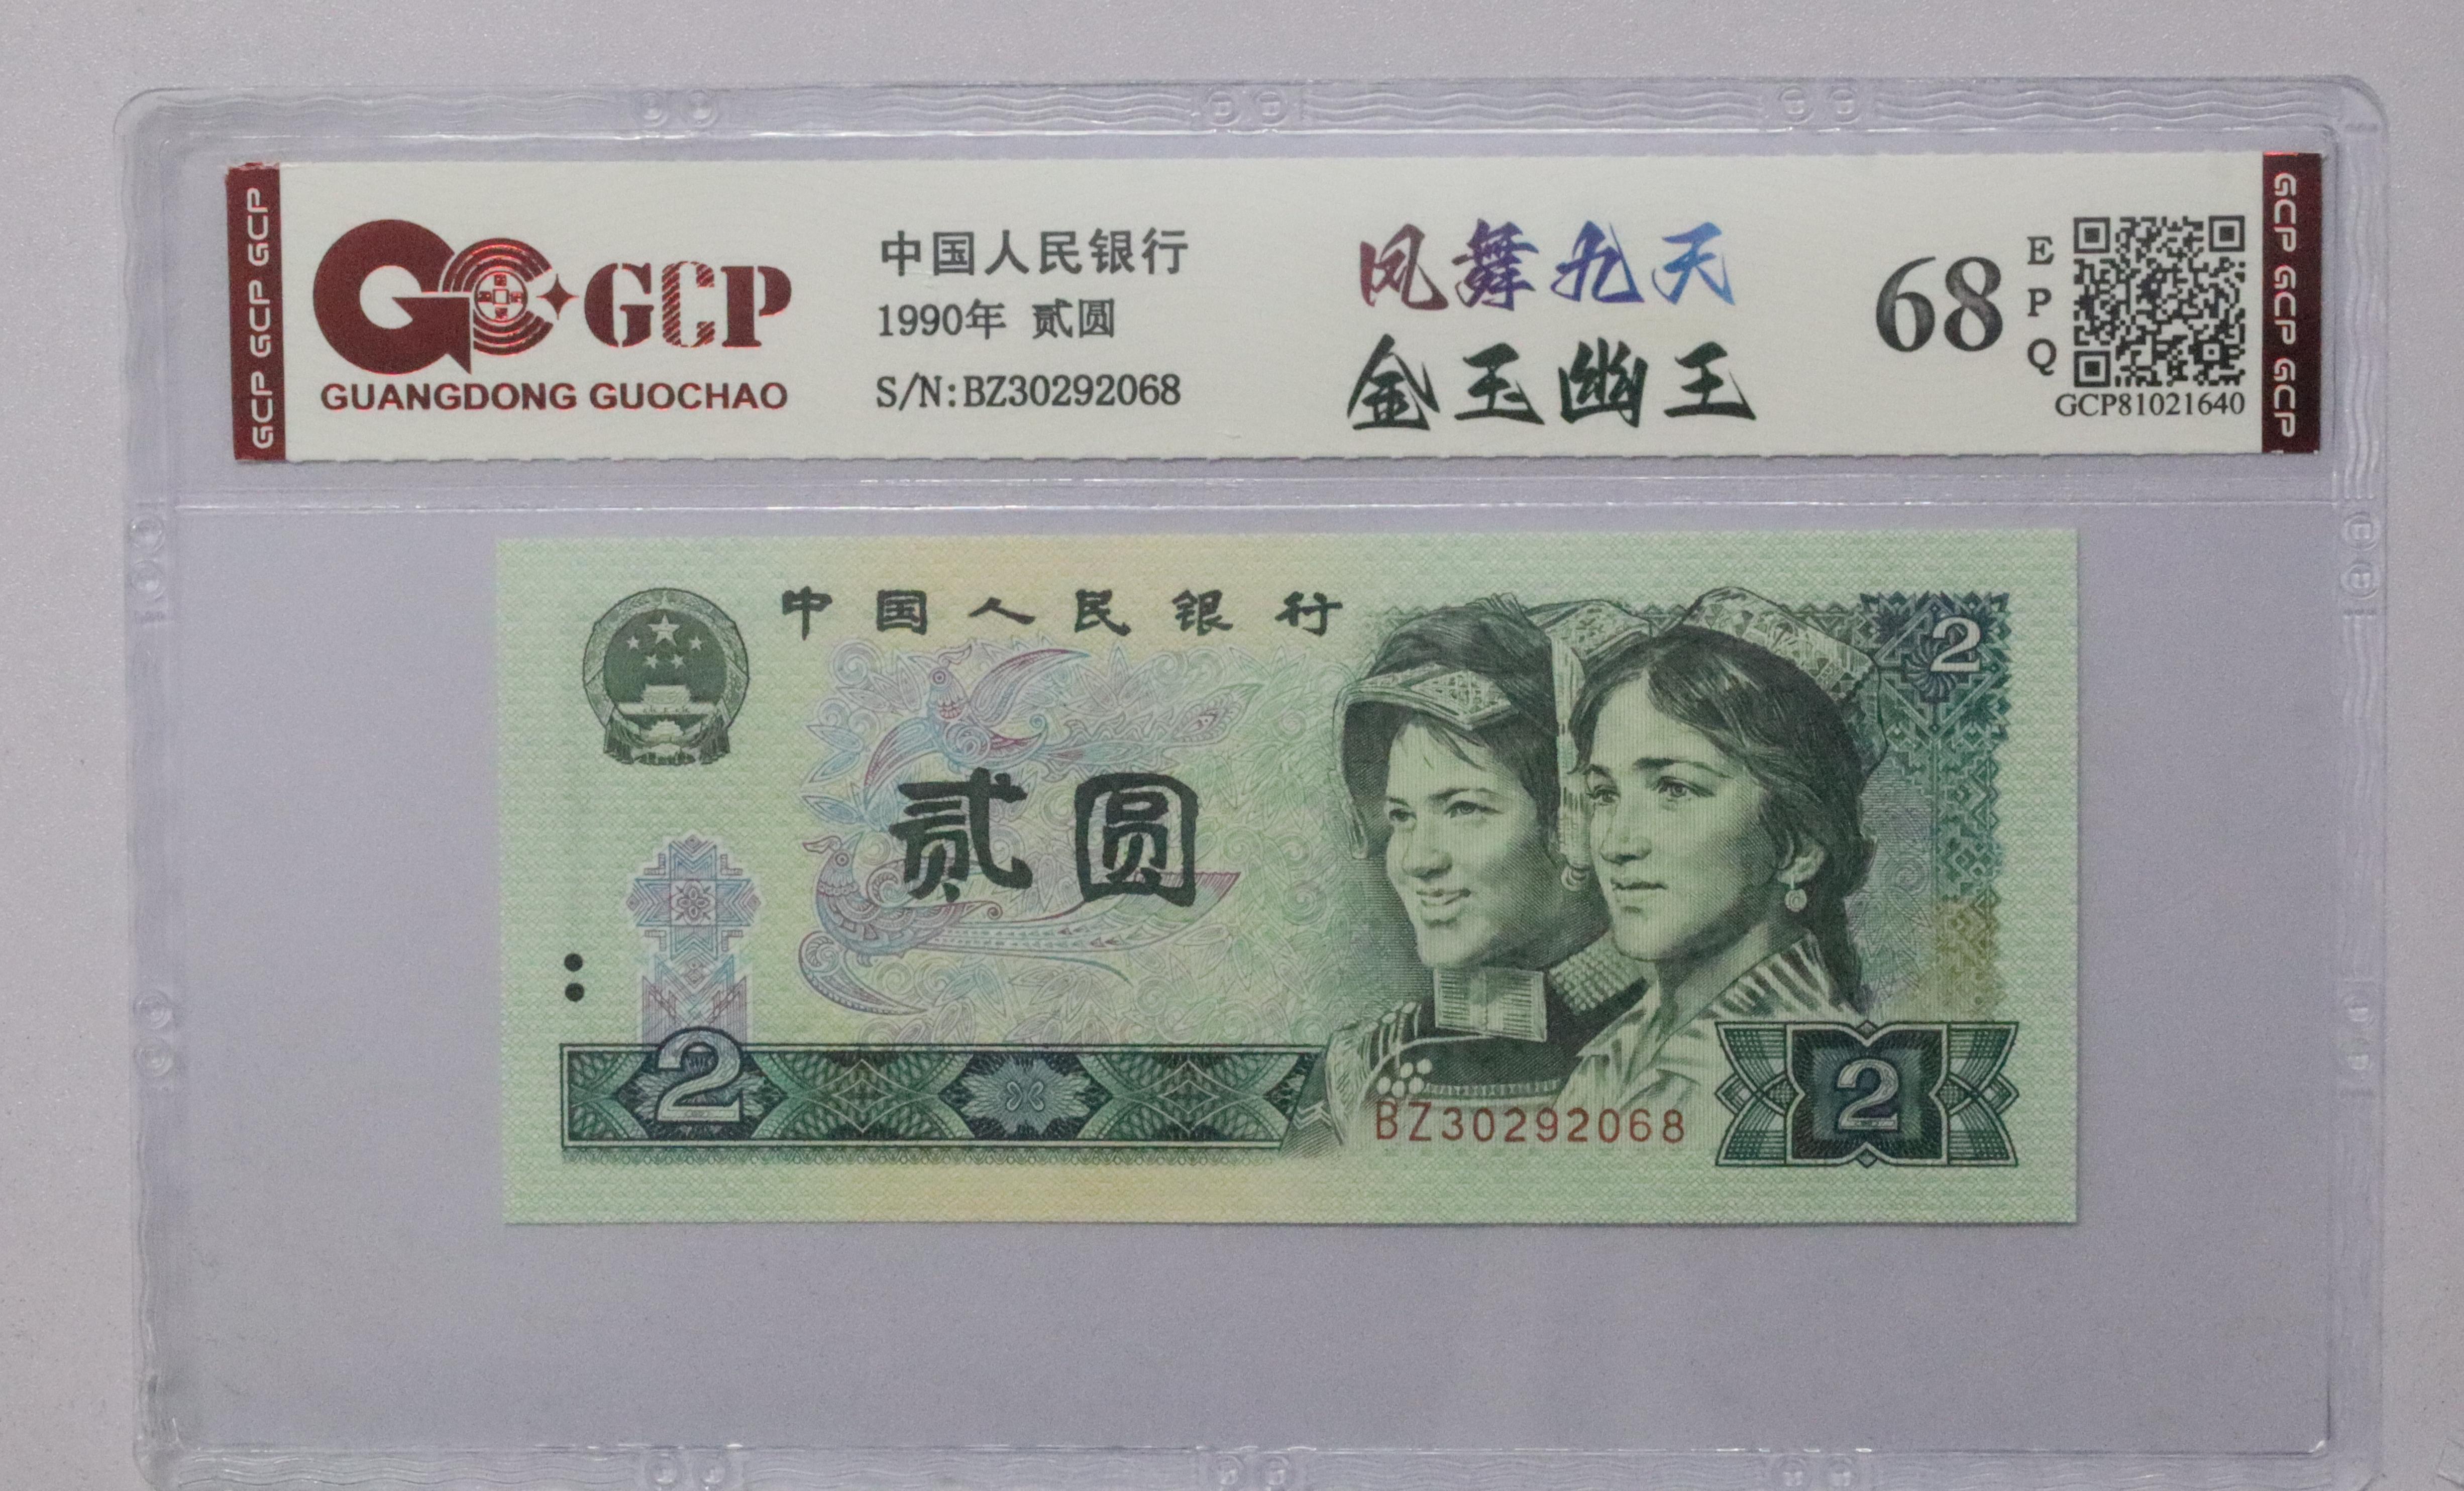 GCP GCP GCP
GCP
GUANGDONG GUOCHAO
中国人民银行
1990年 贰圆
S/N:BZ30292068
凤舞九天
金玉幽王
68
EPQ
GCP81021640
GCP GCP GCP
中国人民银行
2
贰圆
2
BZ30292068
2